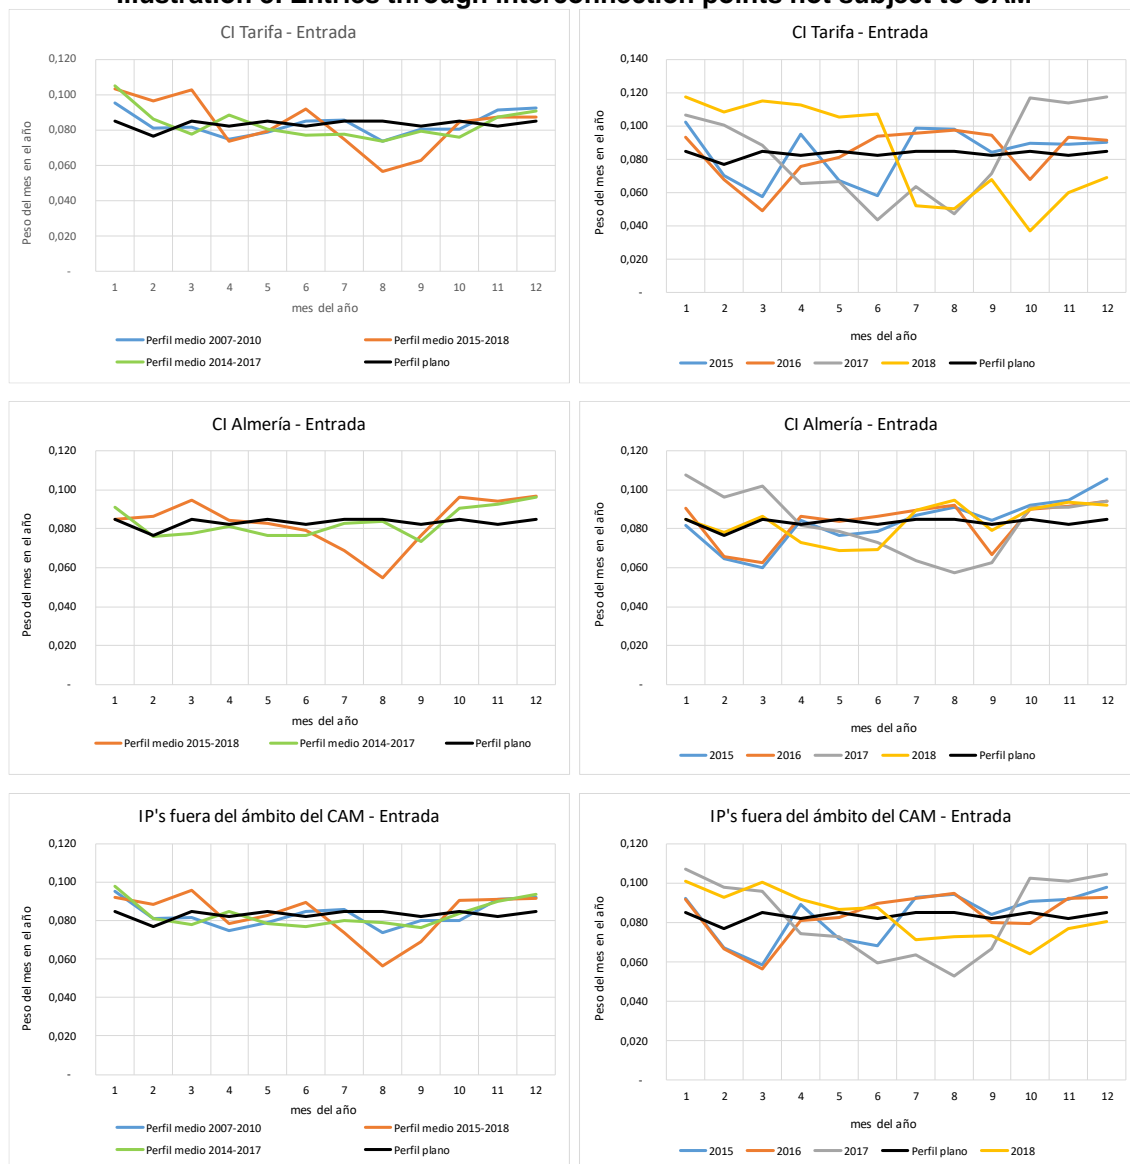 Illustration 6: Entries through interconnection points not subject to CAM
CI Tarifa - Entrada
0,120
0,100
0,080
0,060
0,040
0,020
-
Peso del mes en el año
1 2 3 4 5 6 7 8 9 10 11 12
mes del año
Perfil medio 2007-2010 Perfil medio 2015-2018
Perfil medio 2014-2017 Perfil plano
CI Tarifa - Entrada
0,140
0,120
0,100
0,080
0,060
0,040
0,020
-
Peso del mes en el año
1 2 3 4 5 6 7 8 9 10 11 12
mes del año
2015 2016 2017 2018 Perfil plano
CI Almería - Entrada
0,120
0,100
0,080
0,060
0,040
0,020
-
Peso del mes en el año
1 2 3 4 5 6 7 8 9 10 11 12
mes del año
Perfil medio 2015-2018 Perfil medio 2014-2017 Perfil plano
CI Almería - Entrada
0,120
0,100
0,080
0,060
0,040
0,020
-
Peso del mes en el año
1 2 3 4 5 6 7 8 9 10 11 12
mes del año
2015 2016 2017 2018 Perfil plano
IP's fuera del ámbito del CAM - Entrada
0,120
0,100
0,080
0,060
0,040
0,020
-
Peso del mes en el año
1 2 3 4 5 6 7 8 9 10 11 12
mes del año
Perfil medio 2007-2010 Perfil medio 2015-2018
Perfil medio 2014-2017 Perfil plano
IP's fuera del ámbito del CAM - Entrada
0,120
0,100
0,080
0,060
0,040
0,020
-
Peso del mes en el año
1 2 3 4 5 6 7 8 9 10 11 12
mes del año
2015 2016 2017 Perfil plano 2018